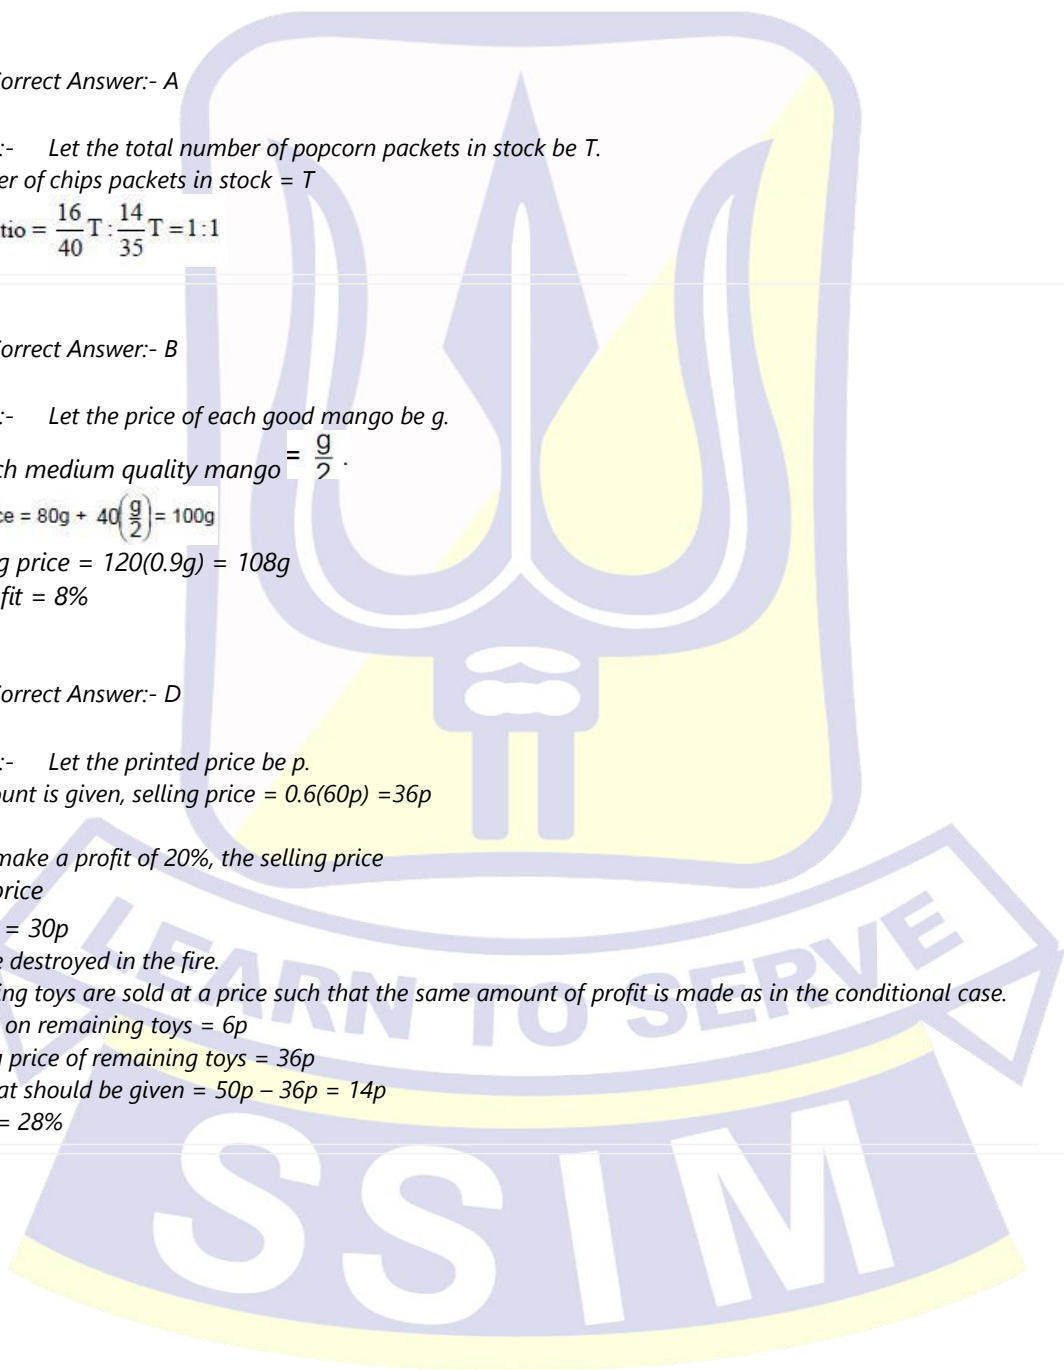 orrect Answer:- A
:- Let the total number of popcorn packets in stock be T.
er of chips packets in stock = T
tio = 16/40 T : 14/35 T = 1:1
orrect Answer:- B
:- Let the price of each good mango be g.
ch medium quality mango = g/2 .
ce = 80g + 40(g/2) = 100g
g price = 120(0.9g) = 108g
fit = 8%
orrect Answer:- D
:- Let the printed price be p.
ount is given, selling price = 0.6(60p) =36p
make a profit of 20%, the selling price
price
= 30p
e destroyed in the fire.
ing toys are sold at a price such that the same amount of profit is made as in the conditional case.
on remaining toys = 6p
g price of remaining toys = 36p
at should be given = 50p – 36p = 14p
= 28%
LEARN TO SERVE
SSIM